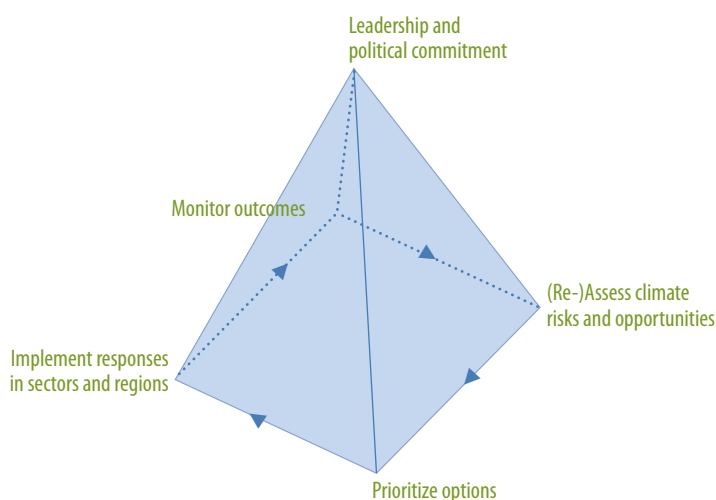 Leadership and
political commitment
Monitor outcomes
(Re-)Assess climate
risks and opportunities
Implement responses
in sectors and regions
Prioritize options